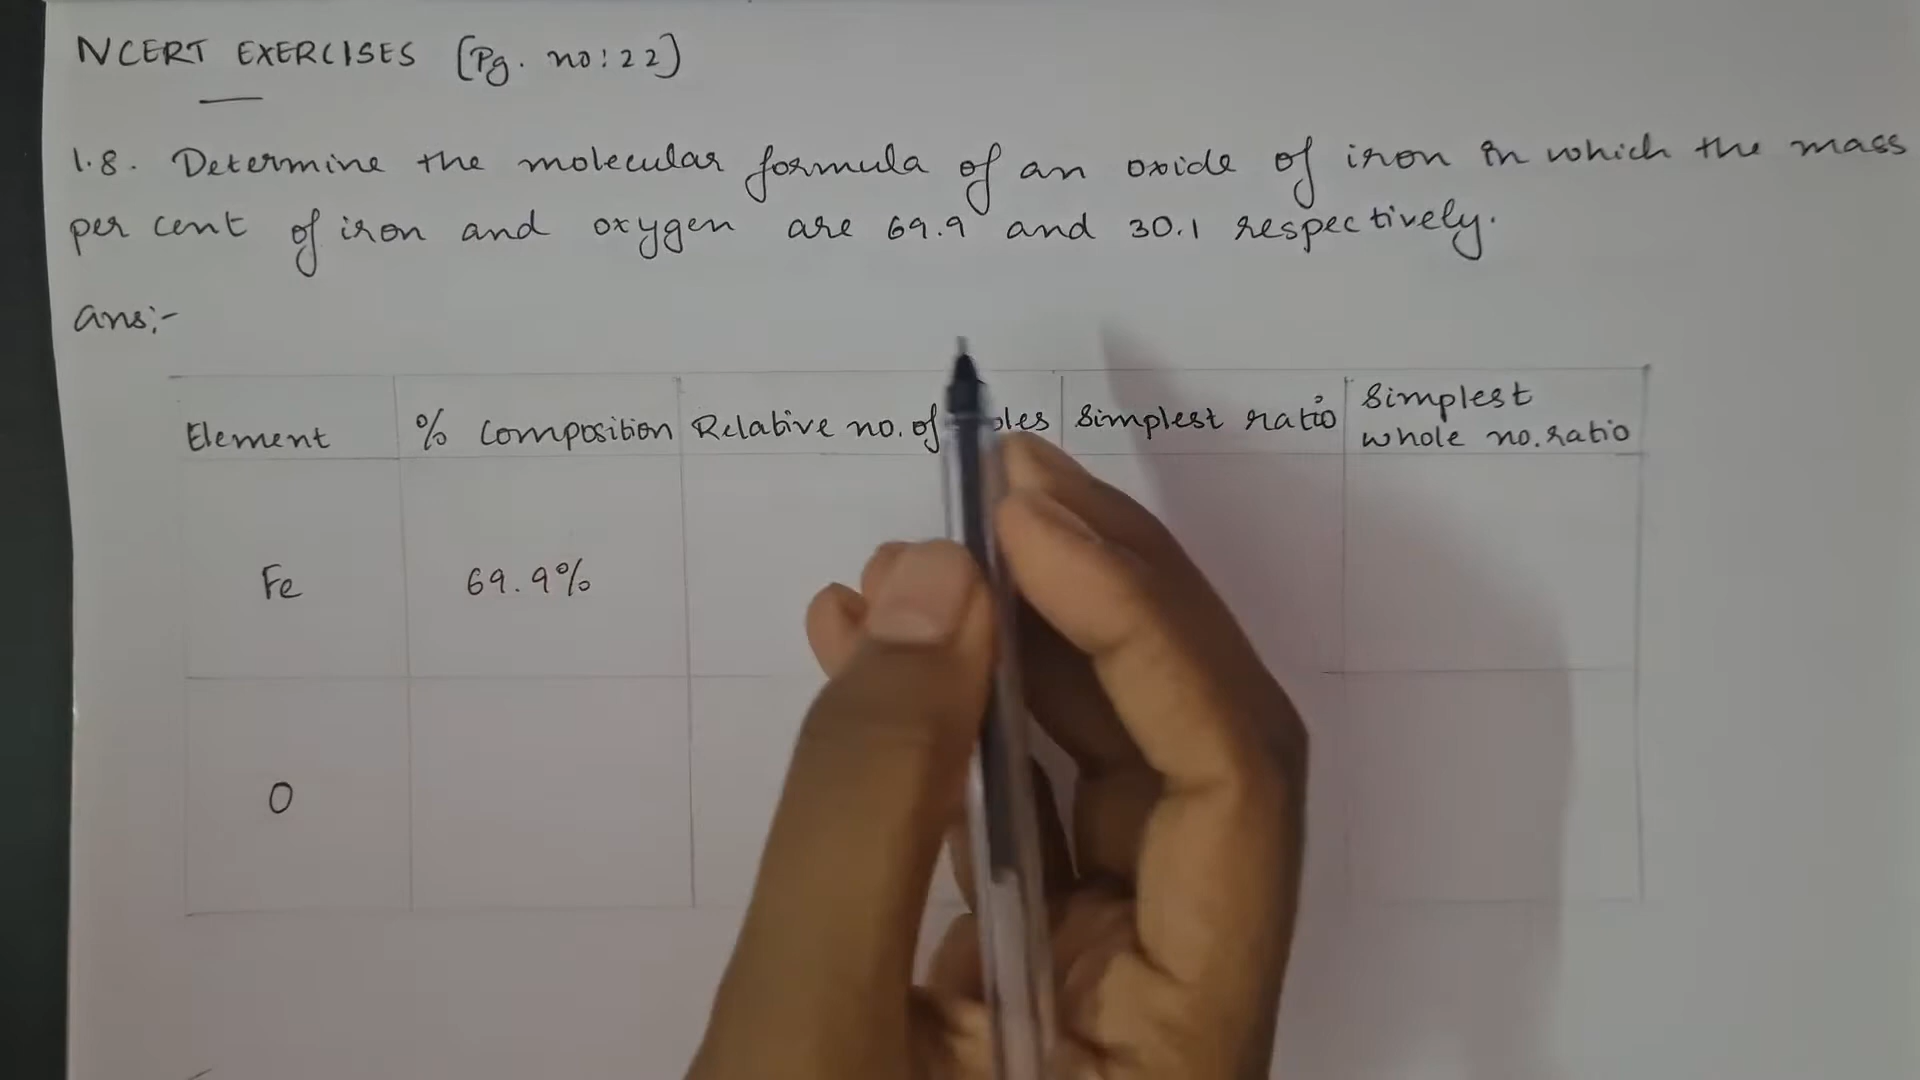 NCERT EXERCISES [Pg. no: 22]
1.8. Determine the molecular formula of an oxide of iron in which the mass
per cent of iron and oxygen are 69.9 and 30.1 respectively.
ans:-
Element % composition Relative no. of simplest ratio simplest whole no. ratio
Fe 69.9%
O